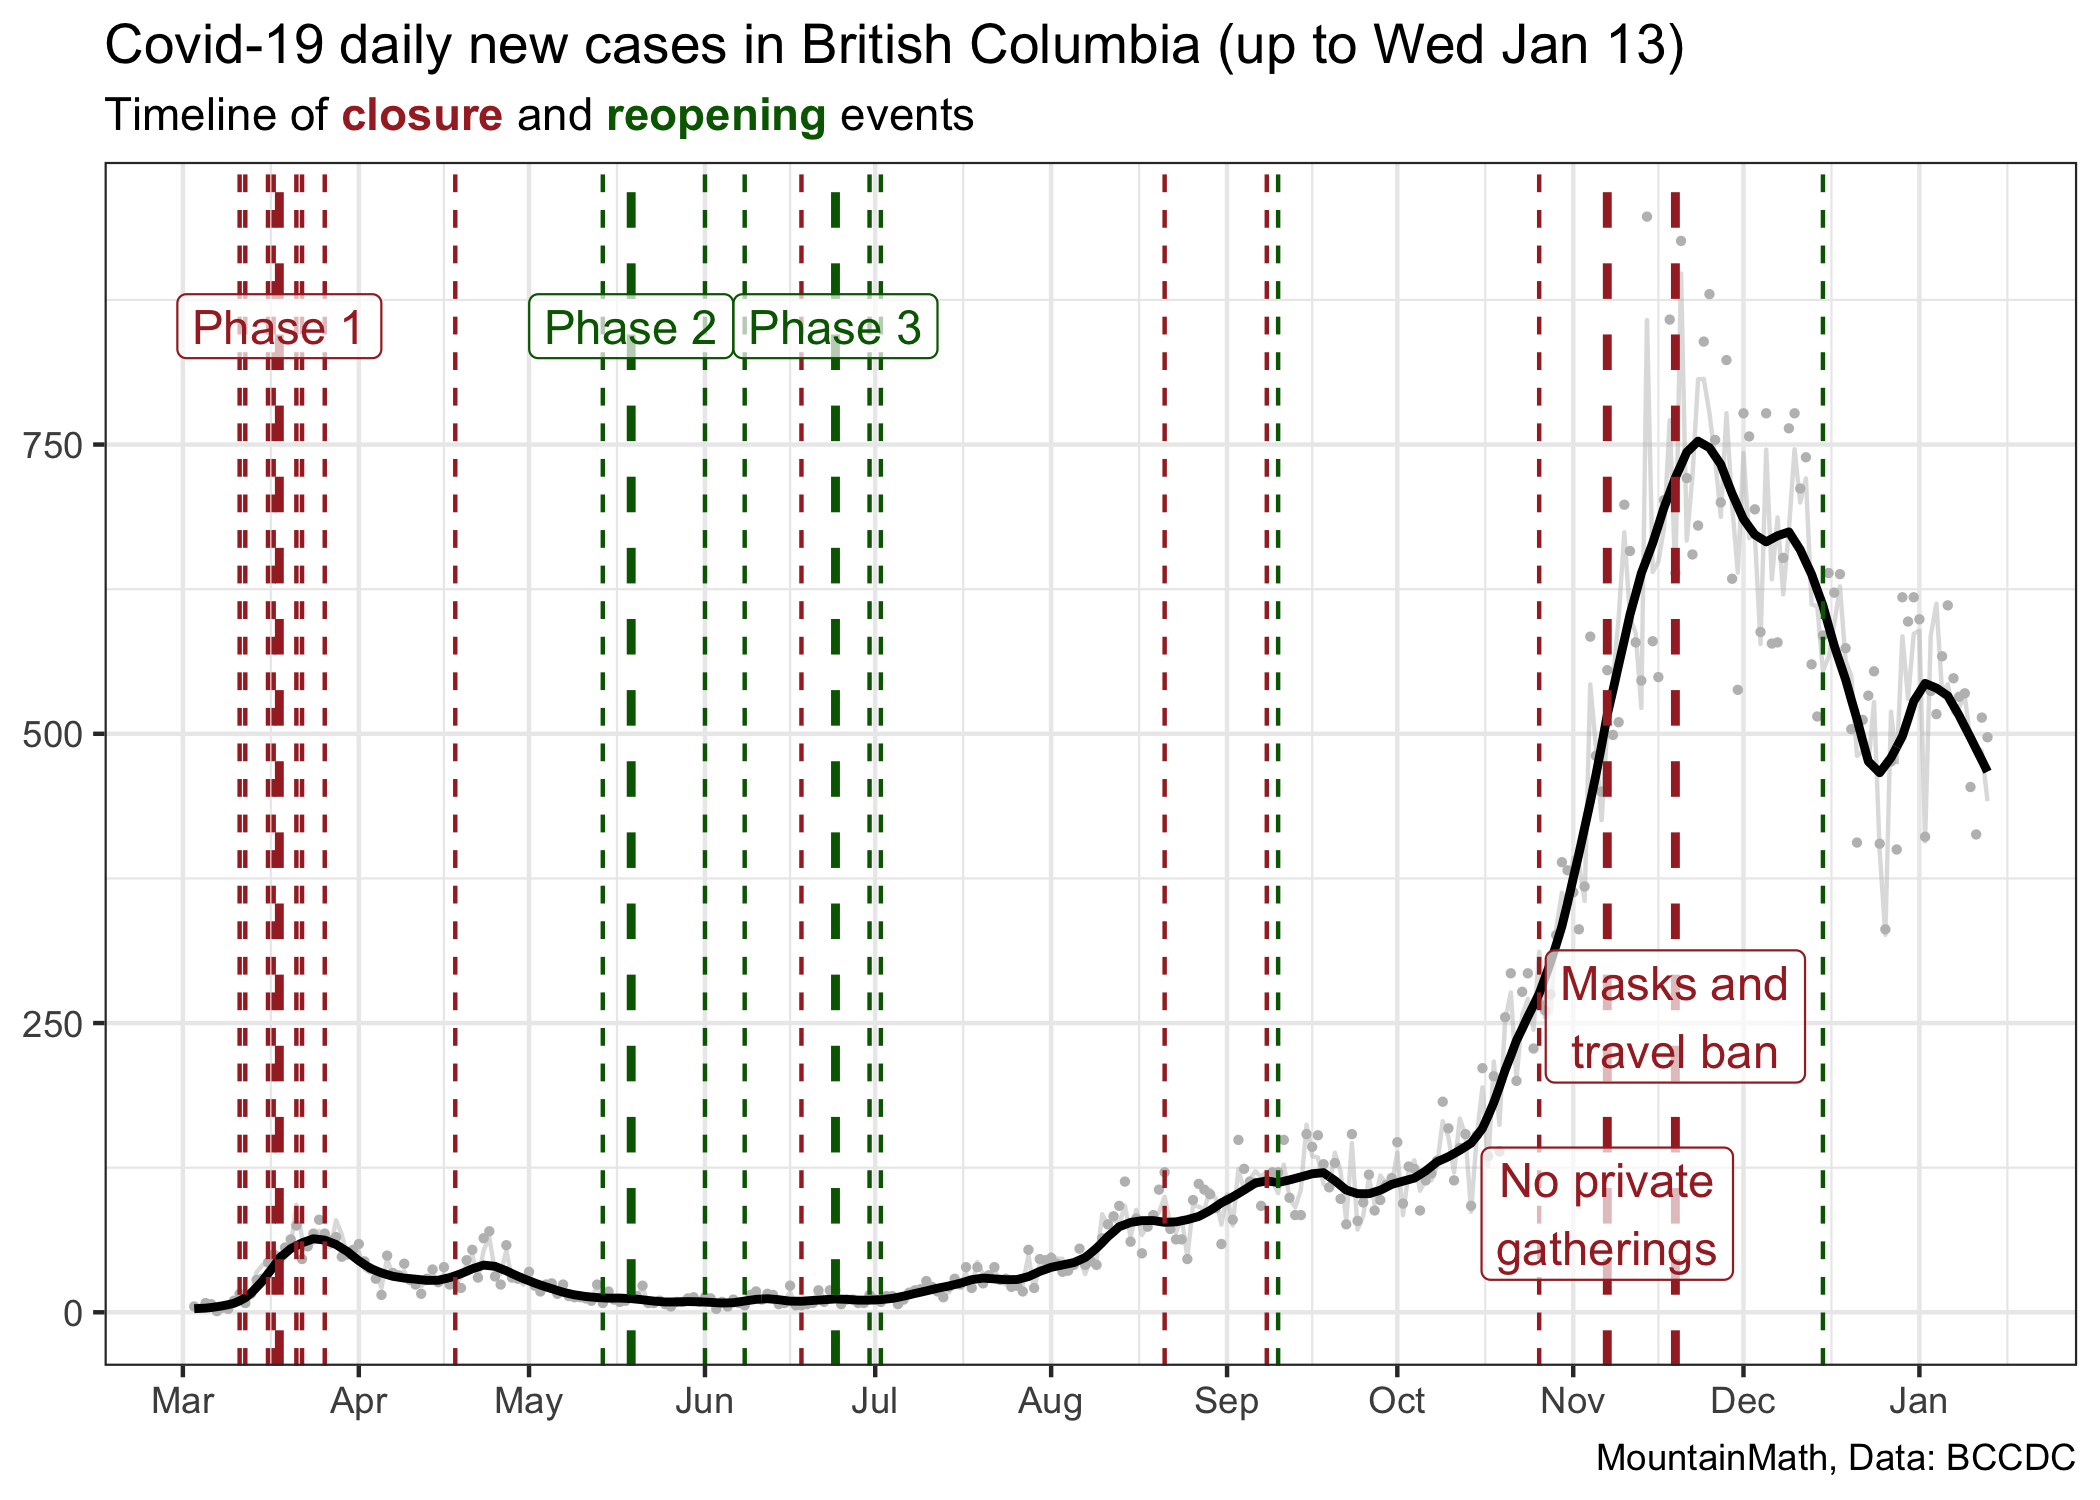 Covid-19 daily new cases in British Columbia (up to Wed Jan 13)
Timeline of closure and reopening events
Phase 1
Phase 2
Phase 3
750
500
250
0
Masks and
travel ban
No private
gatherings
Mar Apr May Jun Jul Aug Sep Oct Nov Dec Jan
MountainMath, Data: BCCDC